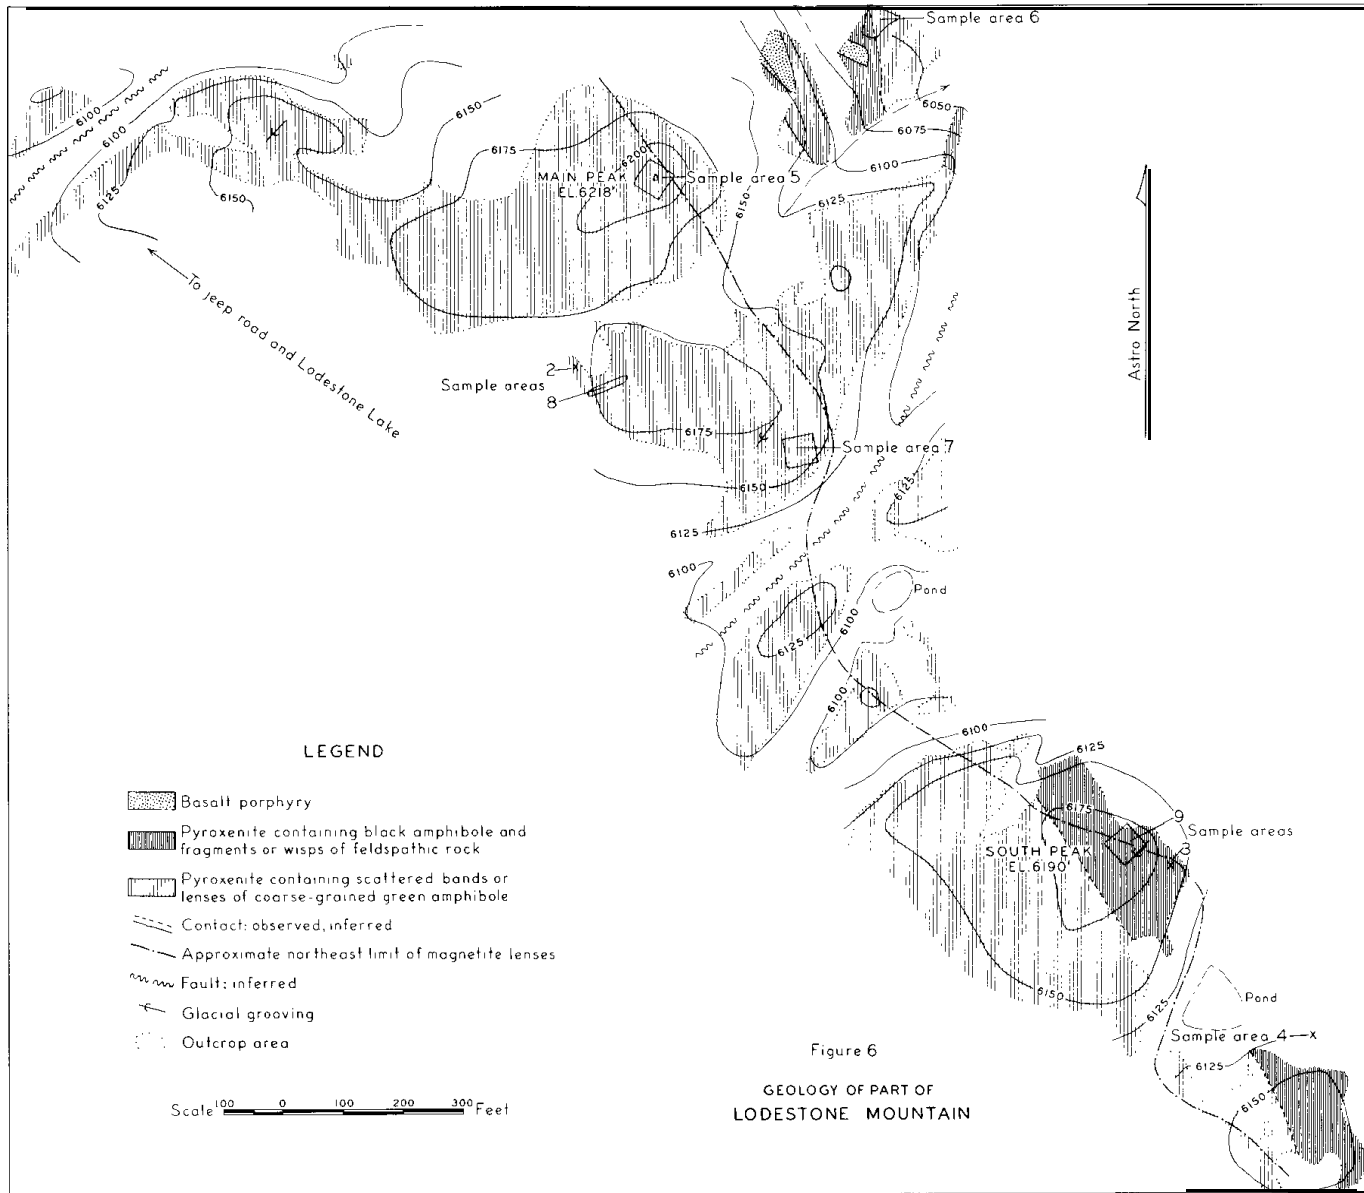 Sample area 6
6050
6075
6100
6125
6100
6100
6125
6150
6150
6175
6200
MAIN PEAK
EL. 6218'
Sample area 5
6150
To jeep road and Lodestone Lake
Astro North
2
Sample areas
8
6175
Sample area 7
6150
6125
6125
6100
Pond
6100
6125
6100
6100
6125
6175
9
Sample areas
3
SOUTH PEAK
EL. 6190'
6150
6125
Pond
Sample area 4 x
6125
6150
LEGEND
Basalt porphyry
Pyroxenite containing black amphibole and
fragments or wisps of feldspathic rock
Pyroxenite containing scattered bands or
lenses of coarse-grained green amphibole
Contact: observed, inferred
Approximate northeast limit of magnetite lenses
Fault; inferred
Glacial grooving
Outcrop area
Scale 100 0 100 200 300 Feet
Figure 6
GEOLOGY OF PART OF
LODESTONE MOUNTAIN